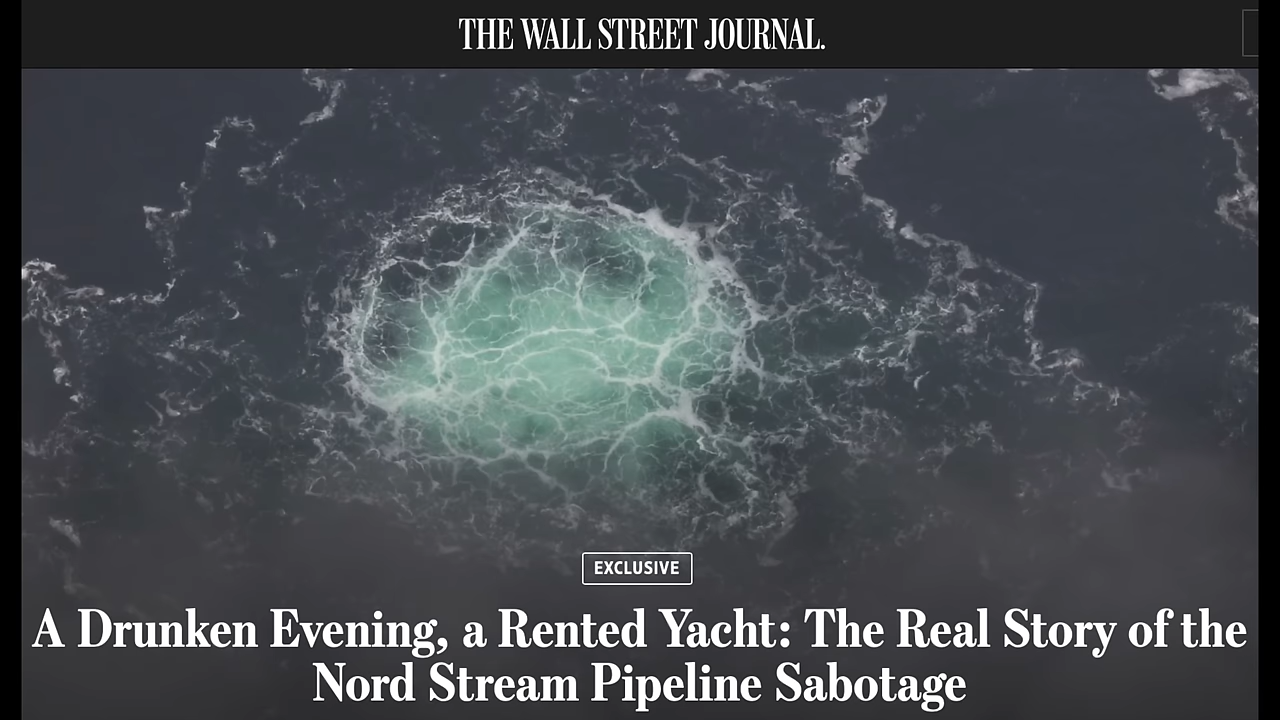 THE WALL STREET JOURNAL.
EXCLUSIVE
A Drunken Evening, a Rented Yacht: The Real Story of the
Nord Stream Pipeline Sabotage